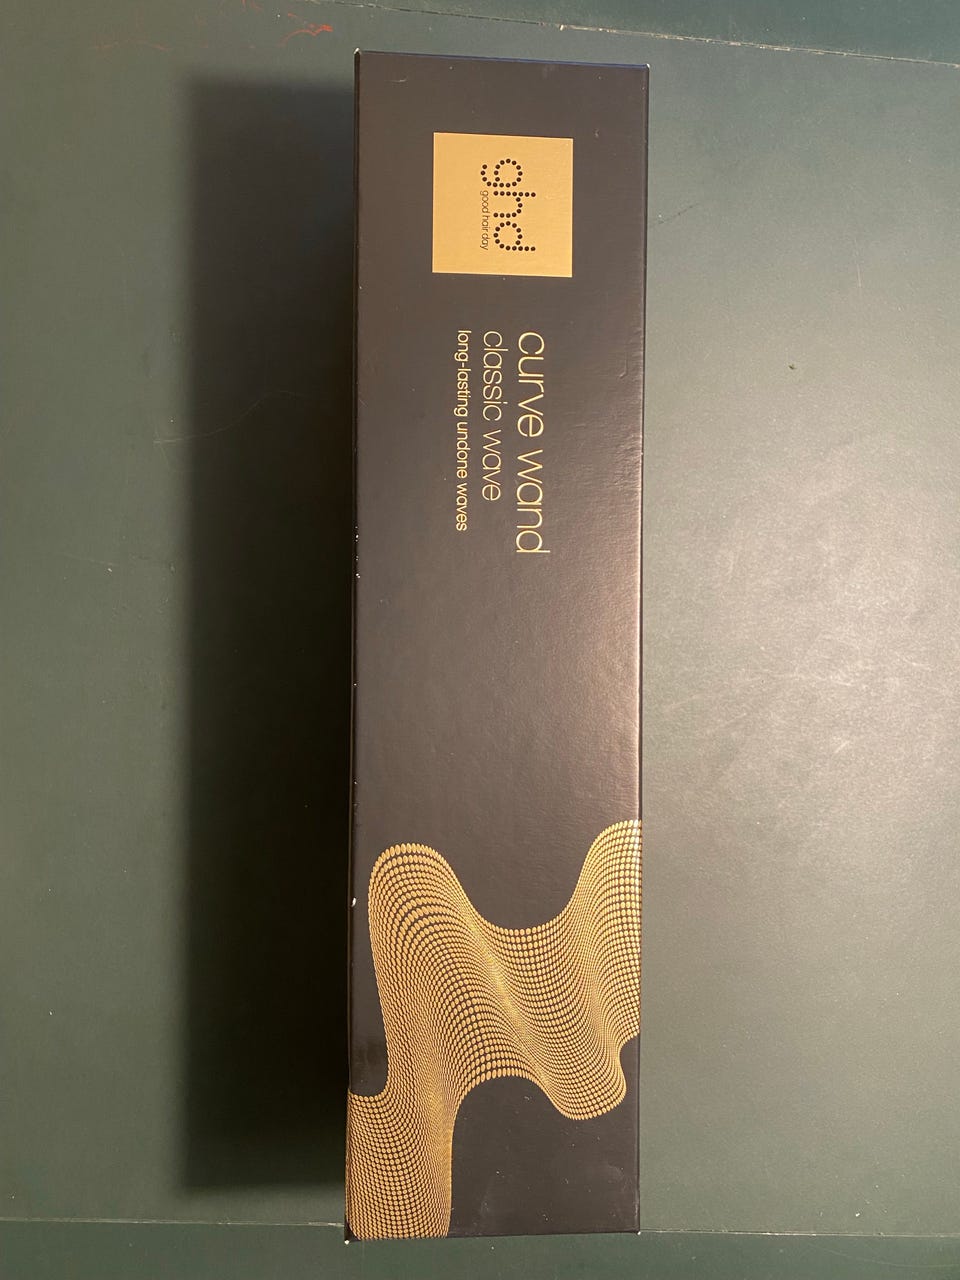 ghd
good hair day
curve wand
classic wave
long-lasting undone waves